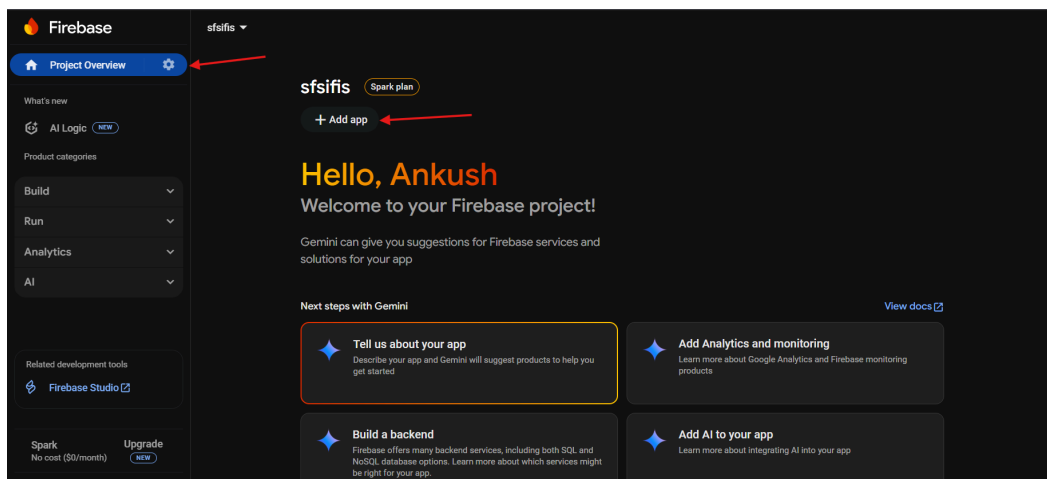 Firebase
Project Overview
What's new
AI Logic NEW
Product categories
Build
Run
Analytics
AI
Related development tools
Firebase Studio
Spark
No cost ($0/month)
Upgrade
NEW
sfsifis
sfsifis Spark plan
+ Add app
Hello, Ankush
Welcome to your Firebase project!
Gemini can give you suggestions for Firebase services and
solutions for your app
Next steps with Gemini
View docs
Tell us about your app
Describe your app and Gemini will suggest products to help you
get started
Add Analytics and monitoring
Learn more about Google Analytics and Firebase monitoring
products
Build a backend
Firebase offers many backend services, including both SQL and
NoSQL database options. Learn more about which services might
be right for your app.
Add AI to your app
Learn more about integrating AI into your app